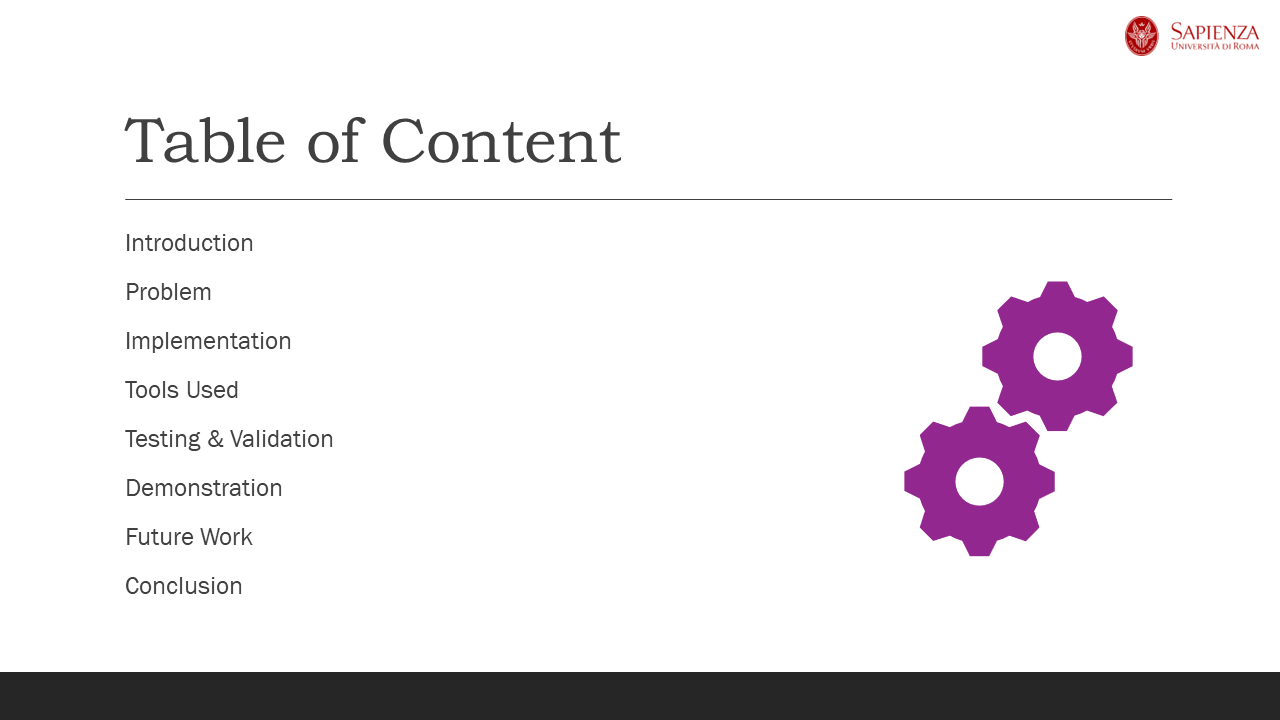 SAPIENZA
UNIVERSITÀ DI ROMA
Table of Content
Introduction
Problem
Implementation
Tools Used
Testing & Validation
Demonstration
Future Work
Conclusion